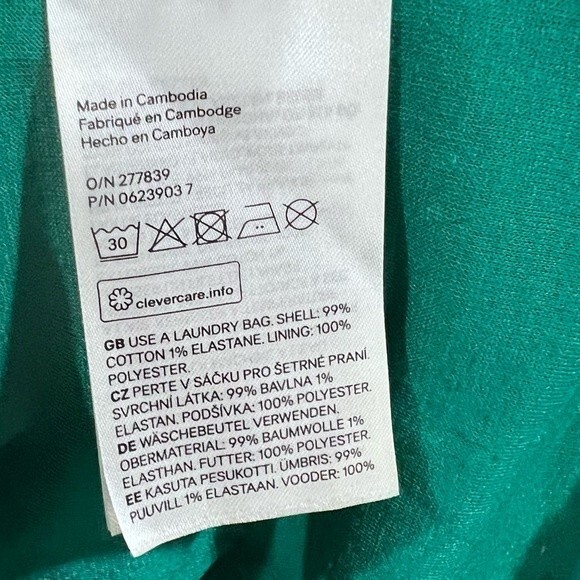 Made in Cambodia
Fabriqué en Cambodge
Hecho en Camboya
O/N 277839
P/N 0623903 7
30
clevercare.info
GB USE A LAUNDRY BAG. SHELL: 99%
COTTON 1% ELASTANE. LINING: 100%
POLYESTER.
CZ PERTE V SÁČKU PRO ŠETRNÉ PRANÍ.
SVRCHNÍ LÁTKA: 99% BAVLNA 1%
ELASTAN. PODŠÍVKA: 100% POLYESTER.
DE WÄSCHEBEUTEL VERWENDEN.
OBERMATERIAL: 99% BAUMWOLLE 1%
ELASTHAN. FUTTER: 100% POLYESTER.
EE KASUTA PESUKOTTI. ÜMBRIS: 99%
PUUVILL 1% ELASTAAN. VOODER: 100%